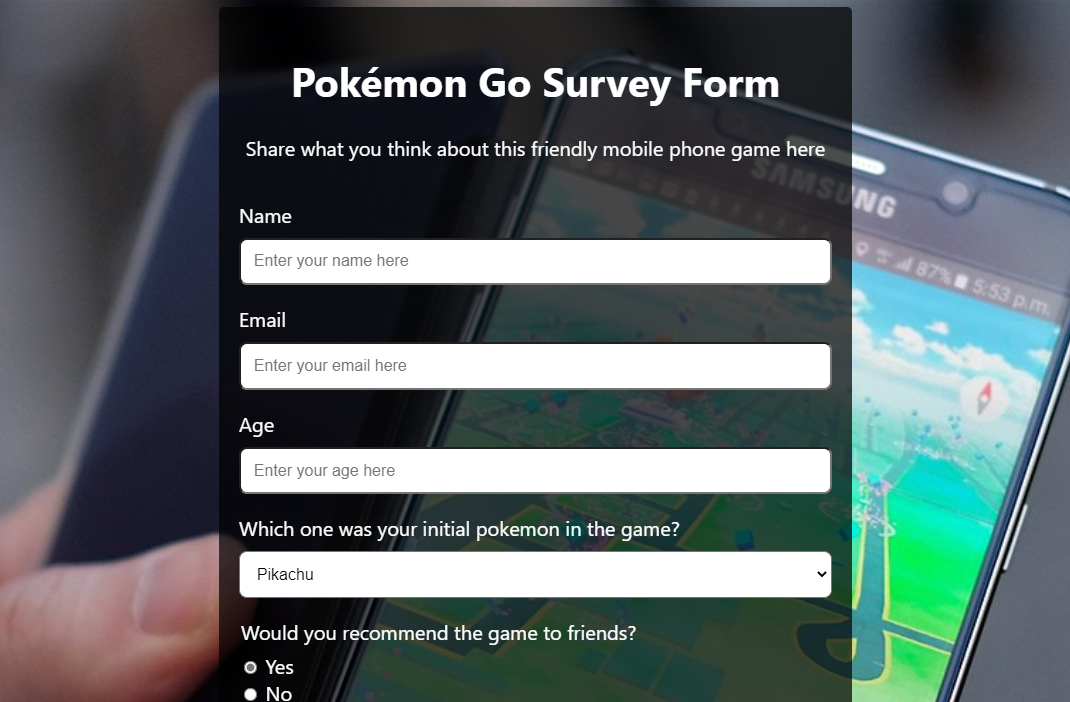 Pokémon Go Survey Form
Share what you think about this friendly mobile phone game here
SAMSUNG
Name
Enter your name here
87% 5:53 p.m.
Email
Enter your email here
Age
Enter your age here
Which one was your initial pokemon in the game?
Pikachu
Would you recommend the game to friends?
Yes
No